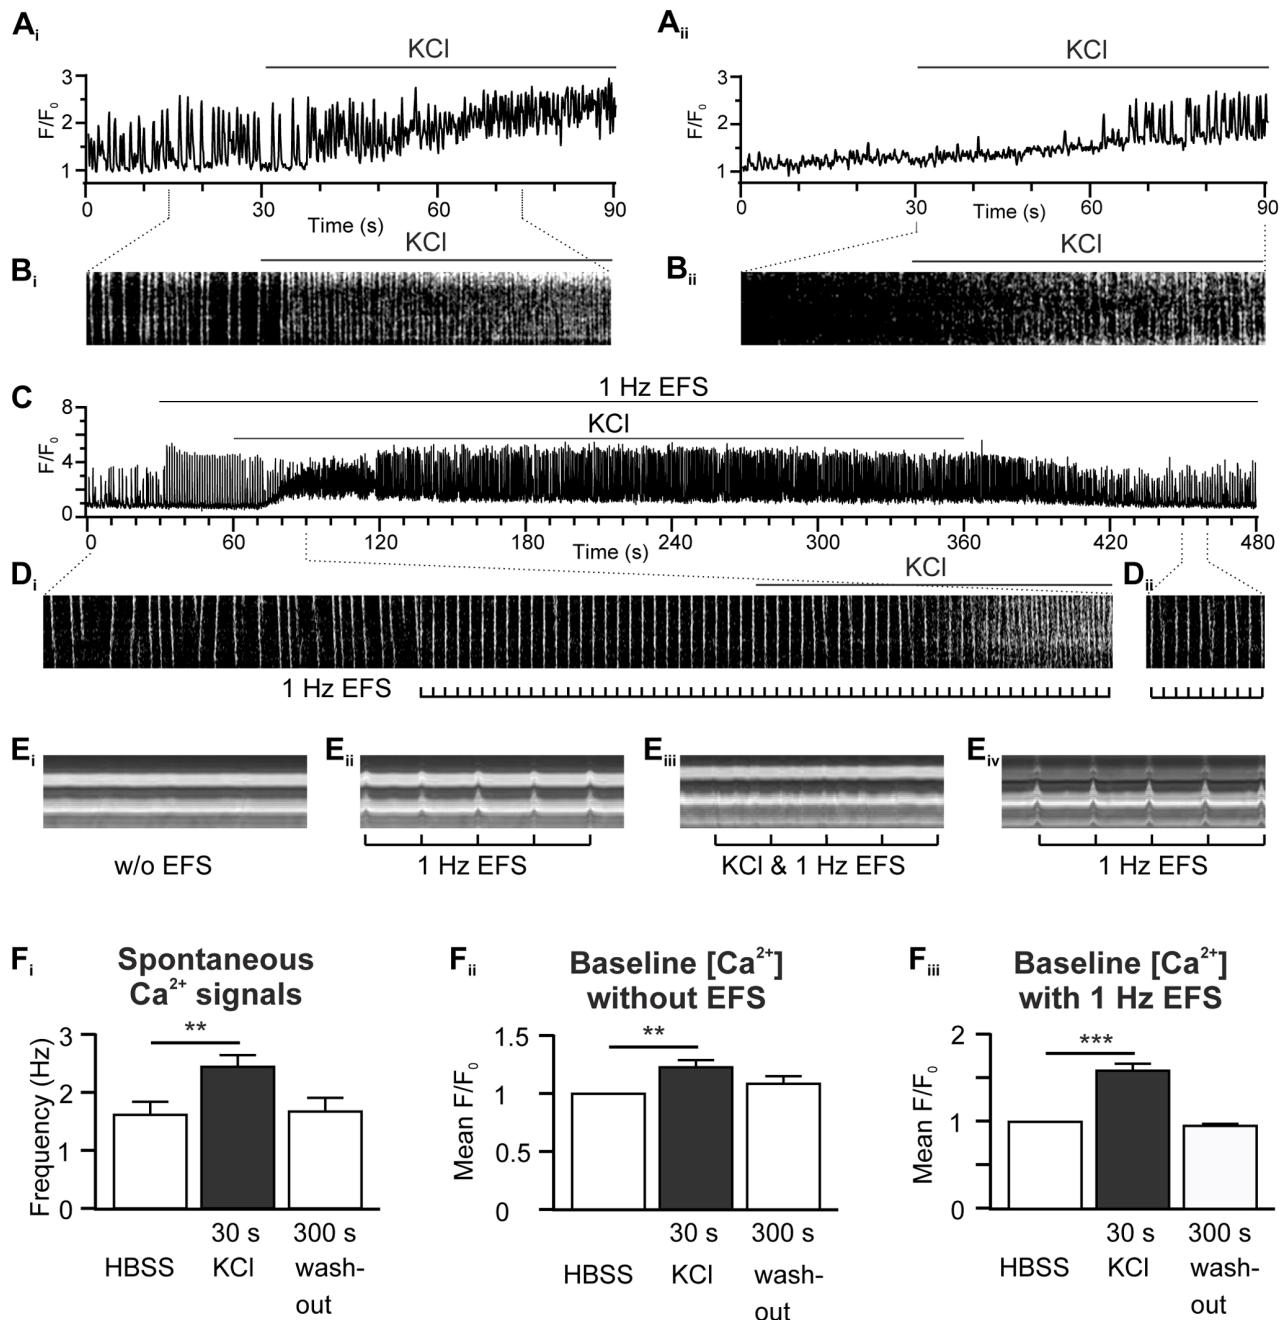 Ai
Aii
KCl
KCl
3
2
1
F/F0
0
30
60
90
Time (s)
3
2
1
F/F0
0
30
60
90
Time (s)
Bi
KCl
Bii
KCl
C
1 Hz EFS
KCl
8
4
0
F/F0
0
60
120
180
240
300
360
420
480
Time (s)
Di
KCl
Dii
1 Hz EFS
Ei
Eii
Eiii
Eiv
w/o EFS
1 Hz EFS
KCl & 1 Hz EFS
1 Hz EFS
Fi
Spontaneous
Ca2+ signals
**
3
2
1
0
Frequency (Hz)
30 s
300 s
HBSS
KCl
wash-
out
Fii
Baseline [Ca2+]
without EFS
**
1.5
1
0.5
0
Mean F/F0
30 s
300 s
HBSS
KCl
wash-
out
Fiii
Baseline [Ca2+]
with 1 Hz EFS
***
2
1
0
Mean F/F0
30 s
300 s
HBSS
KCl
wash-
out